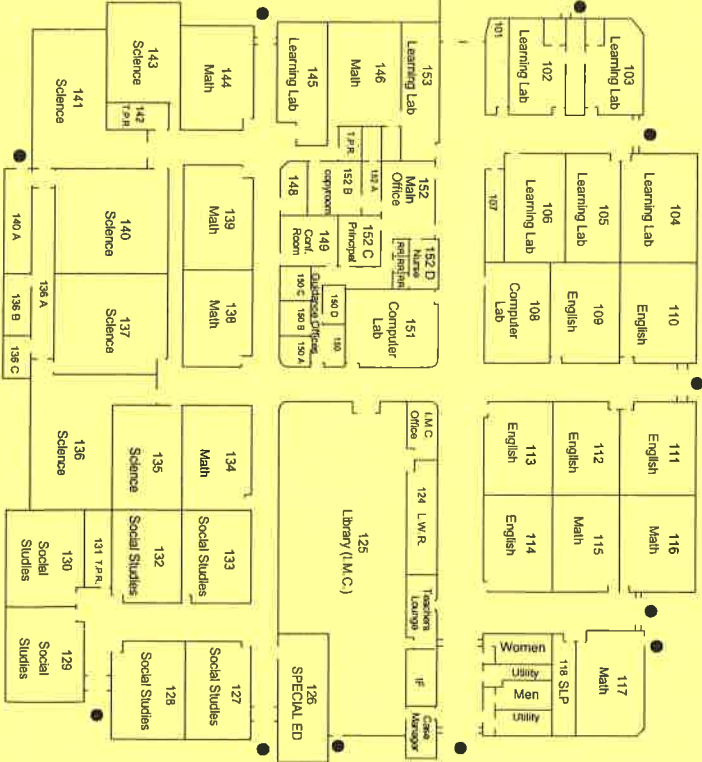 143
Science
144
Math
145
Learning Lab
146
Math
153
Learning Lab
101
102
Learning Lab
103
Learning Lab
141
Science
142
T.P.R.
T.P.R.
152 A
152
Main
Office
148
152 B
copyroom
107
106
Learning Lab
105
Learning Lab
104
Learning Lab
140
Science
139
Math
149
Conf.
Room
152 C
Principal
152 D
Nurse
RR RR RR
140 A
136 A
136 B
136 C
137
Science
138
Math
Guidance Offices
150 C
150 B
150 A
150 D
150
151
Computer
Lab
108
Computer
Lab
109
English
110
English
136
Science
135
Science
134
Math
I.M.C.
Office
113
English
112
English
111
English
125
Library (I.M.C.)
124 L.W.R.
130
Social
Studies
131 T.P.R.
132
Social Studies
133
Social Studies
Teachers
Lounge
114
English
115
Math
116
Math
129
Social
Studies
128
Social Studies
127
Social Studies
126
SPECIAL ED
Case
Manager
Women
Utility
Men
Utility
118 SLP
117
Math